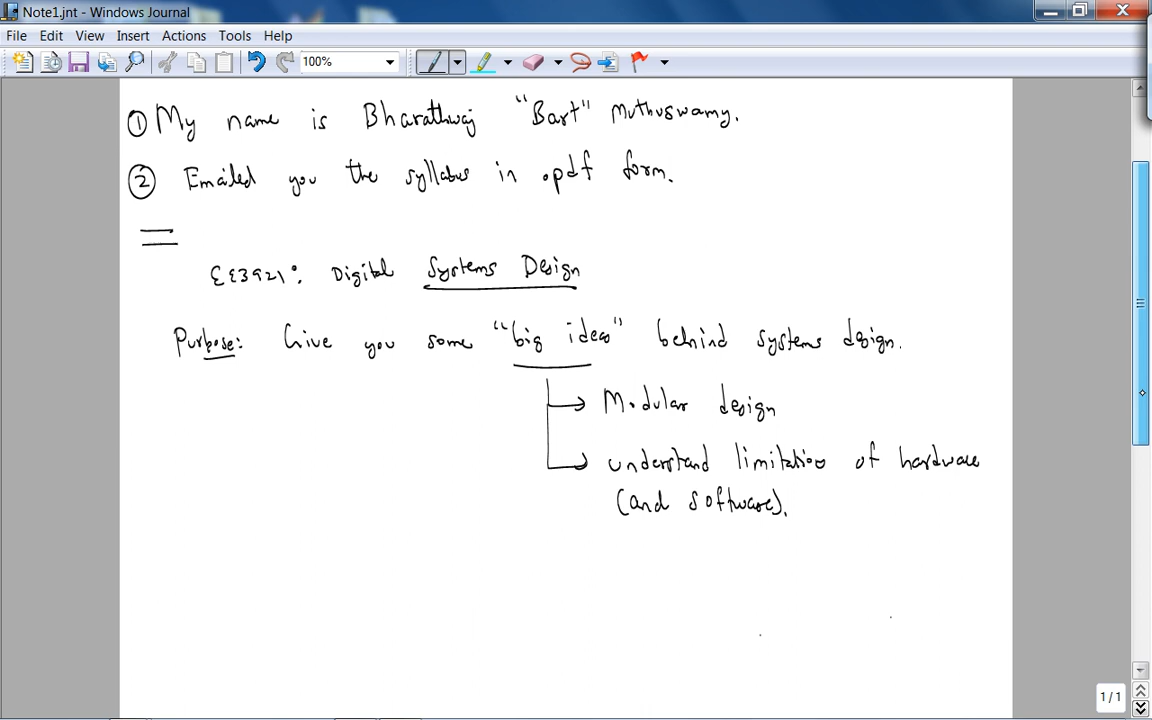 Note1.jnt - Windows Journal
File Edit View Insert Actions Tools Help
100%
① My name is Bharathwaj "Bart" Muthuswamy.
② Emailed you the syllabus in .pdf form.
EE3921: Digital Systems Design
Purpose: Give you some "big ideas" behind systems design.
Modular design
understand limitations of hardware
(and software).
1/1